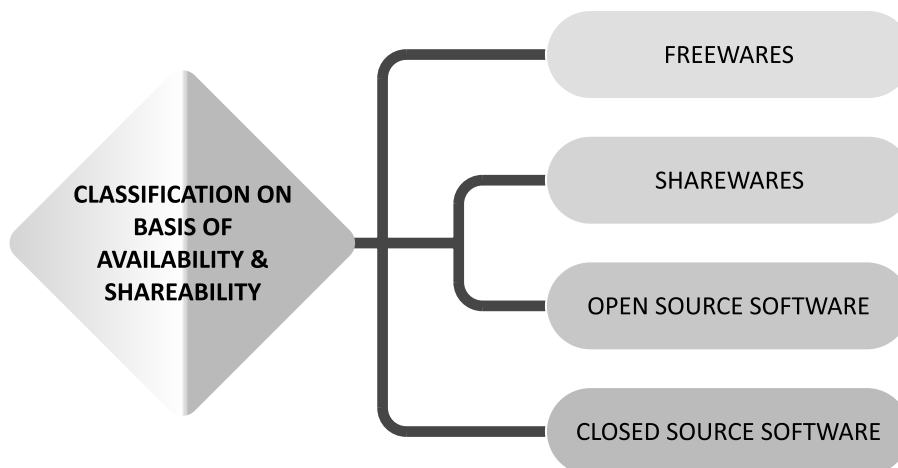 CLASSIFICATION ON
BASIS OF
AVAILABILITY &
SHAREABILITY
FREEWARES
SHAREWARES
OPEN SOURCE SOFTWARE
CLOSED SOURCE SOFTWARE